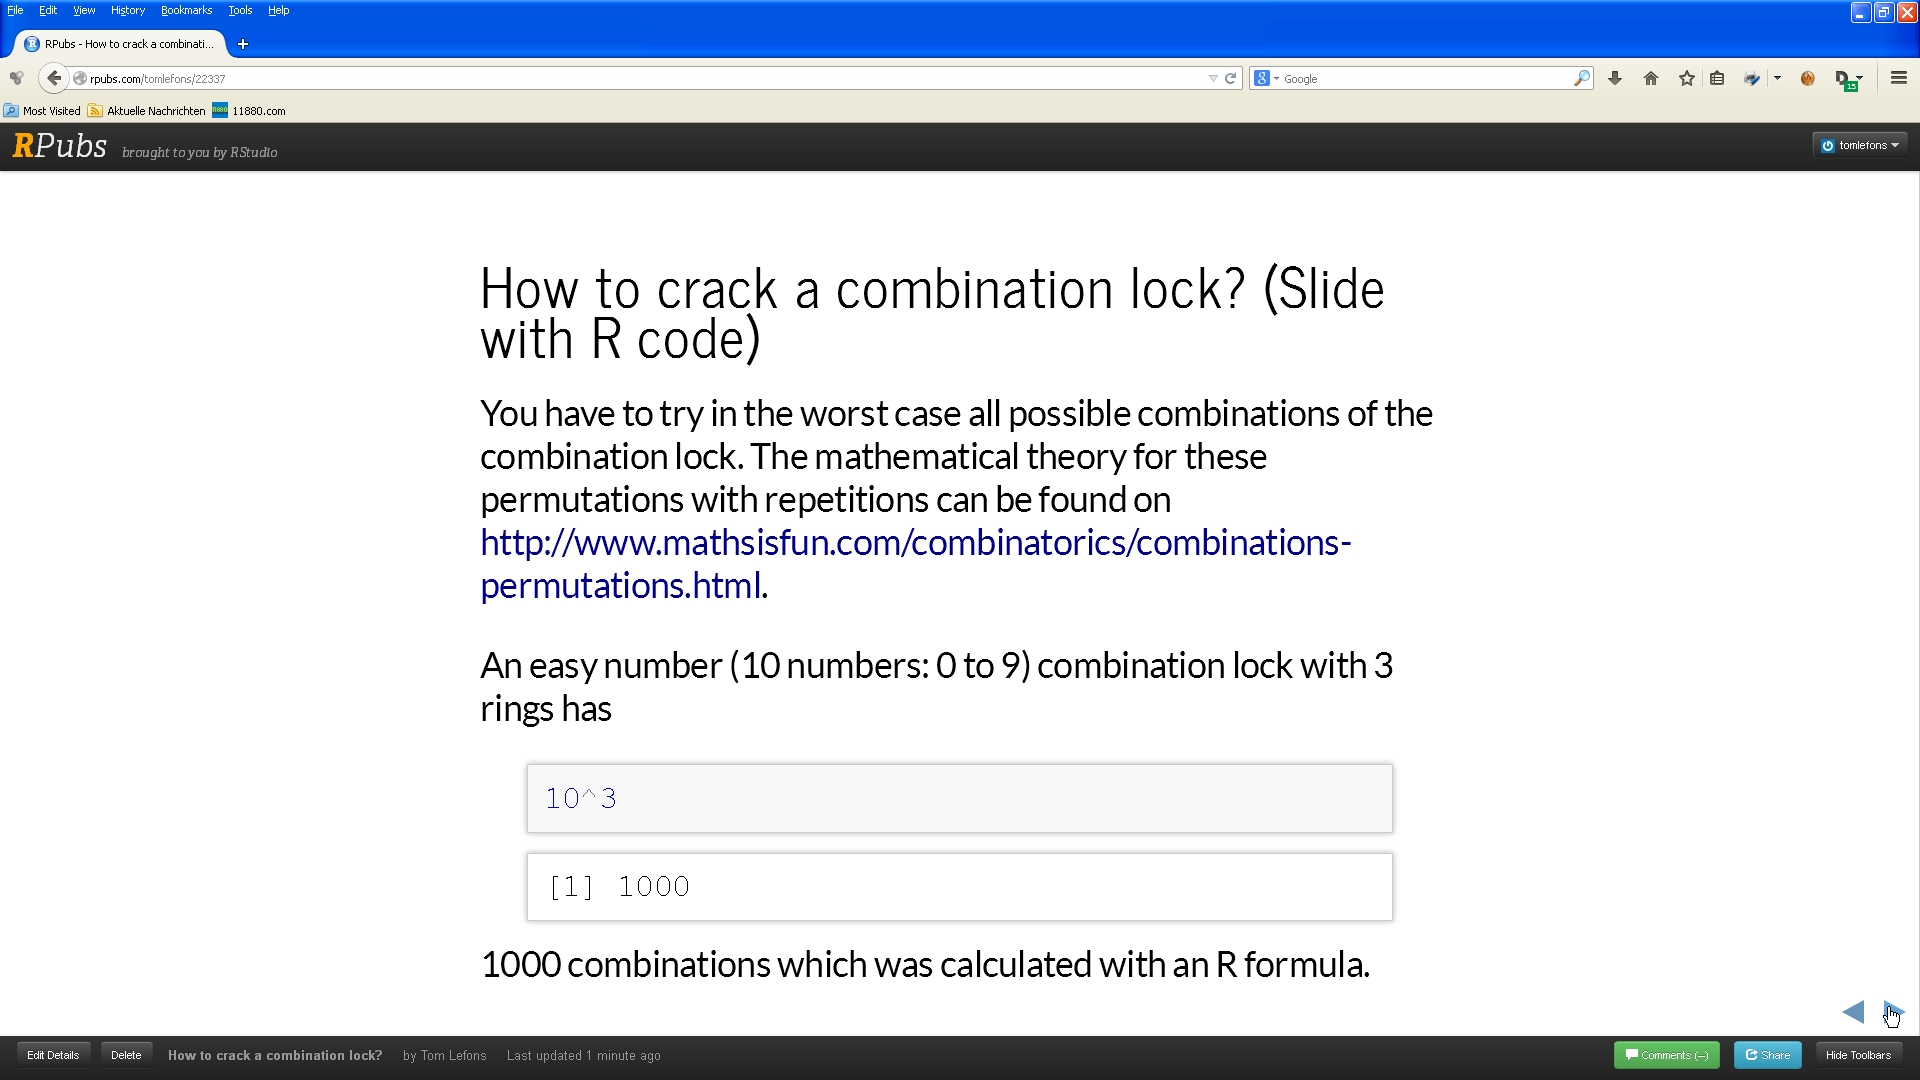 File Edit View History Bookmarks Tools Help
RPubs - How to crack a combinati...
rpubs.com/tomlefons/22337
Google
15
Most Visited Aktuelle Nachrichten 11880.com
RPubs brought to you by RStudio
tomlefons
How to crack a combination lock? (Slide
with R code)
You have to try in the worst case all possible combinations of the
combination lock. The mathematical theory for these
permutations with repetitions can be found on
http://www.mathsisfun.com/combinatorics/combinations-
permutations.html.
An easy number (10 numbers: 0 to 9) combination lock with 3
rings has
10^3
[1] 1000
1000 combinations which was calculated with an R formula.
Edit Details Delete How to crack a combination lock? by Tom Lefons Last updated 1 minute ago
Comments (–) Share Hide Toolbars